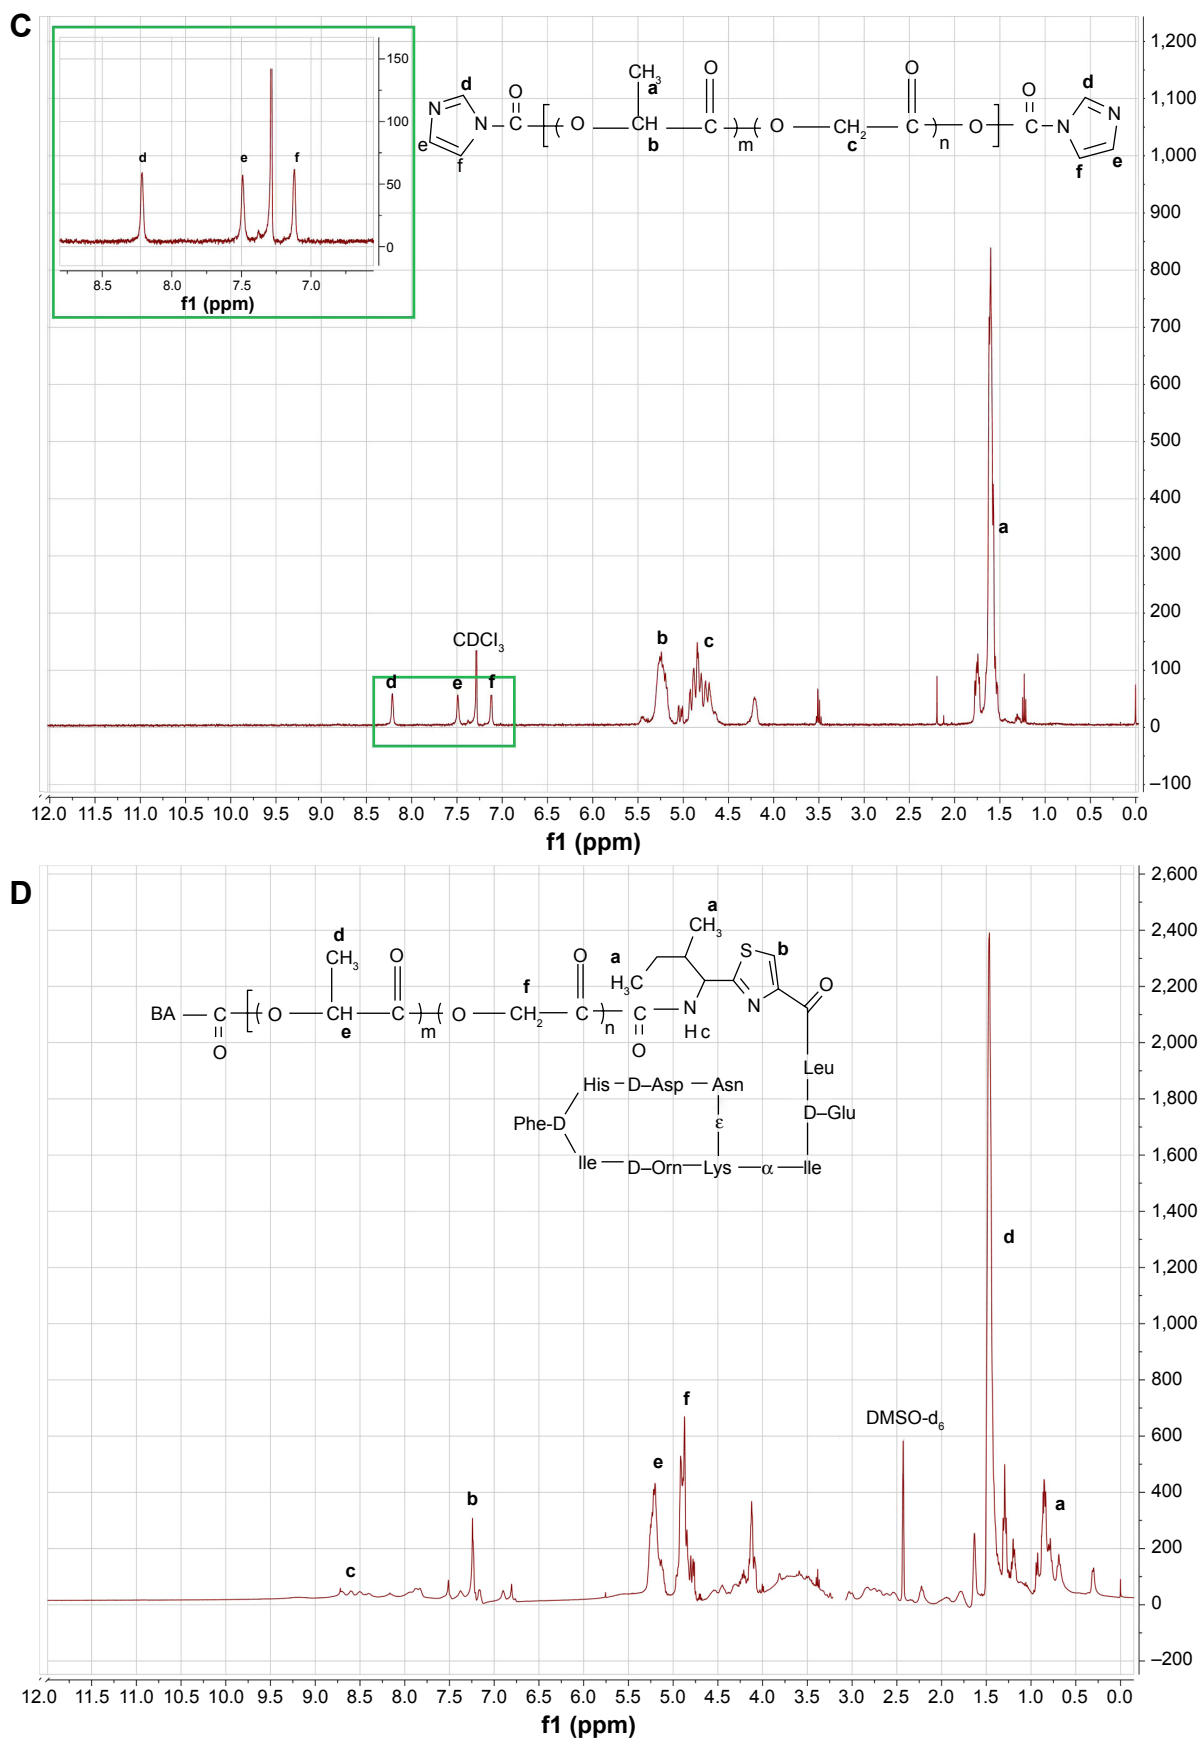 C
d
e
f
150
100
50
0
8.5 8.0 7.5 7.0
f1 (ppm)
CH3
a
O O O O
d d
N N C O CH C O CH2 C O C N N
b m c n
e f f e
1,200
1,100
1,000
900
800
700
600
500
400
300
200
100
0
–100
a
b
c
CDCl3
d e f
12.0 11.5 11.0 10.5 10.0 9.5 9.0 8.5 8.0 7.5 7.0 6.5 6.0 5.5 5.0 4.5 4.0 3.5 3.0 2.5 2.0 1.5 1.0 0.5 0.0
f1 (ppm)
D
a
CH3
d
CH3
O O
a
H3C
S b
N
O
f
BA C O CH C O CH2 C C N
e m n H c
O O
Leu
His D–Asp Asn
D–Glu
Phe-D
ε
Ile D–Orn Lys α Ile
2,600
2,400
2,200
2,000
1,800
1,600
1,400
1,200
1,000
800
600
400
200
0
–200
d
f
DMSO-d6
e
b
a
c
12.0 11.5 11.0 10.5 10.0 9.5 9.0 8.5 8.0 7.5 7.0 6.5 6.0 5.5 5.0 4.5 4.0 3.5 3.0 2.5 2.0 1.5 1.0 0.5 0.0
f1 (ppm)